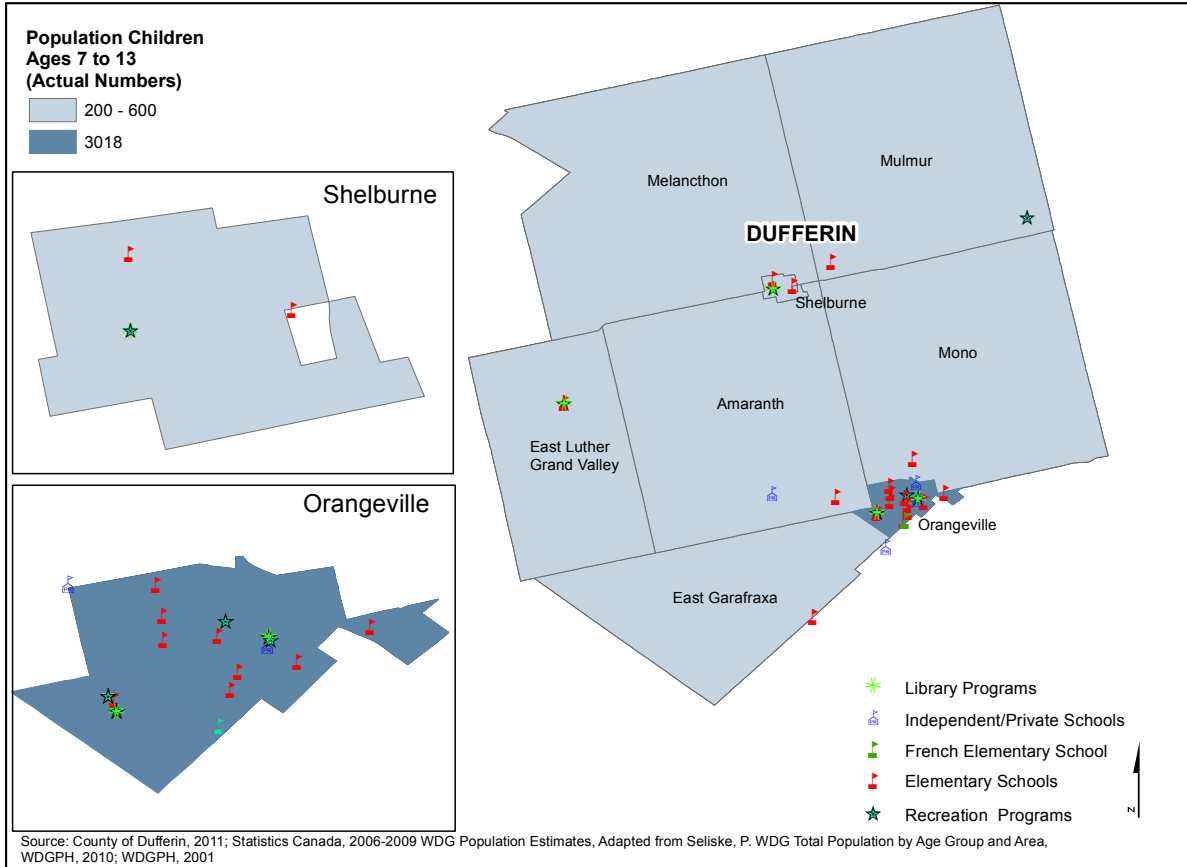 Population Children
Ages 7 to 13
(Actual Numbers)
200 - 600
3018
Shelburne
Orangeville
Melancthon
Mulmur
DUFFERIN
Shelburne
Mono
Amaranth
East Luther
Grand Valley
Orangeville
East Garafraxa
Library Programs
Independent/Private Schools
French Elementary School
Elementary Schools
Recreation Programs
N
Source: County of Dufferin, 2011; Statistics Canada, 2006-2009 WDG Population Estimates, Adapted from Seliske, P. WDG Total Population by Age Group and Area,
WDGPH, 2010; WDGPH, 2001